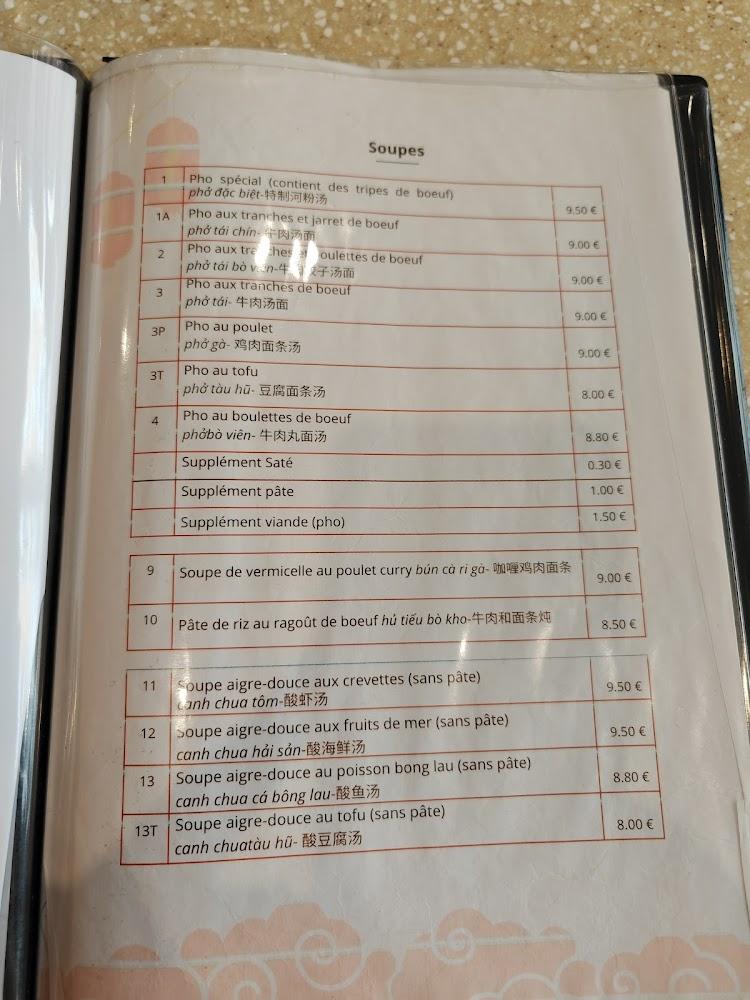 Soupes
1 Pho spécial (contient des tripes de boeuf)
phở đặc biệt-特制河粉汤 9.50 €
1A Pho aux tranches et jarret de boeuf
phở tái chín- 牛肉汤面 9.00 €
2 Pho aux tranches et boulettes de boeuf
phở tái bò viên-牛 饺子汤面 9.00 €
3 Pho aux tranches de boeuf
phở tái- 牛肉汤面 9.00 €
3P Pho au poulet
phở gà- 鸡肉面条汤 9.00 €
3T Pho au tofu
phở tàu hũ- 豆腐面条汤 8.00 €
4 Pho au boulettes de boeuf
phởbò viên- 牛肉丸面汤 8.80 €
Supplément Saté 0.30 €
Supplément pâte 1.00 €
Supplément viande (pho) 1.50 €
9 Soupe de vermicelle au poulet curry bún cà ri gà- 咖喱鸡肉面条 9.00 €
10 Pâte de riz au ragoût de boeuf hủ tiếu bò kho-牛肉和面条炖 8.50 €
11 Soupe aigre-douce aux crevettes (sans pâte)
canh chua tôm-酸虾汤 9.50 €
12 Soupe aigre-douce aux fruits de mer (sans pâte)
canh chua hải sản-酸海鲜汤 9.50 €
13 Soupe aigre-douce au poisson bong lau (sans pâte)
canh chua cá bông lau-酸鱼汤 8.80 €
13T Soupe aigre-douce au tofu (sans pâte)
canh chuatàu hũ- 酸豆腐汤 8.00 €